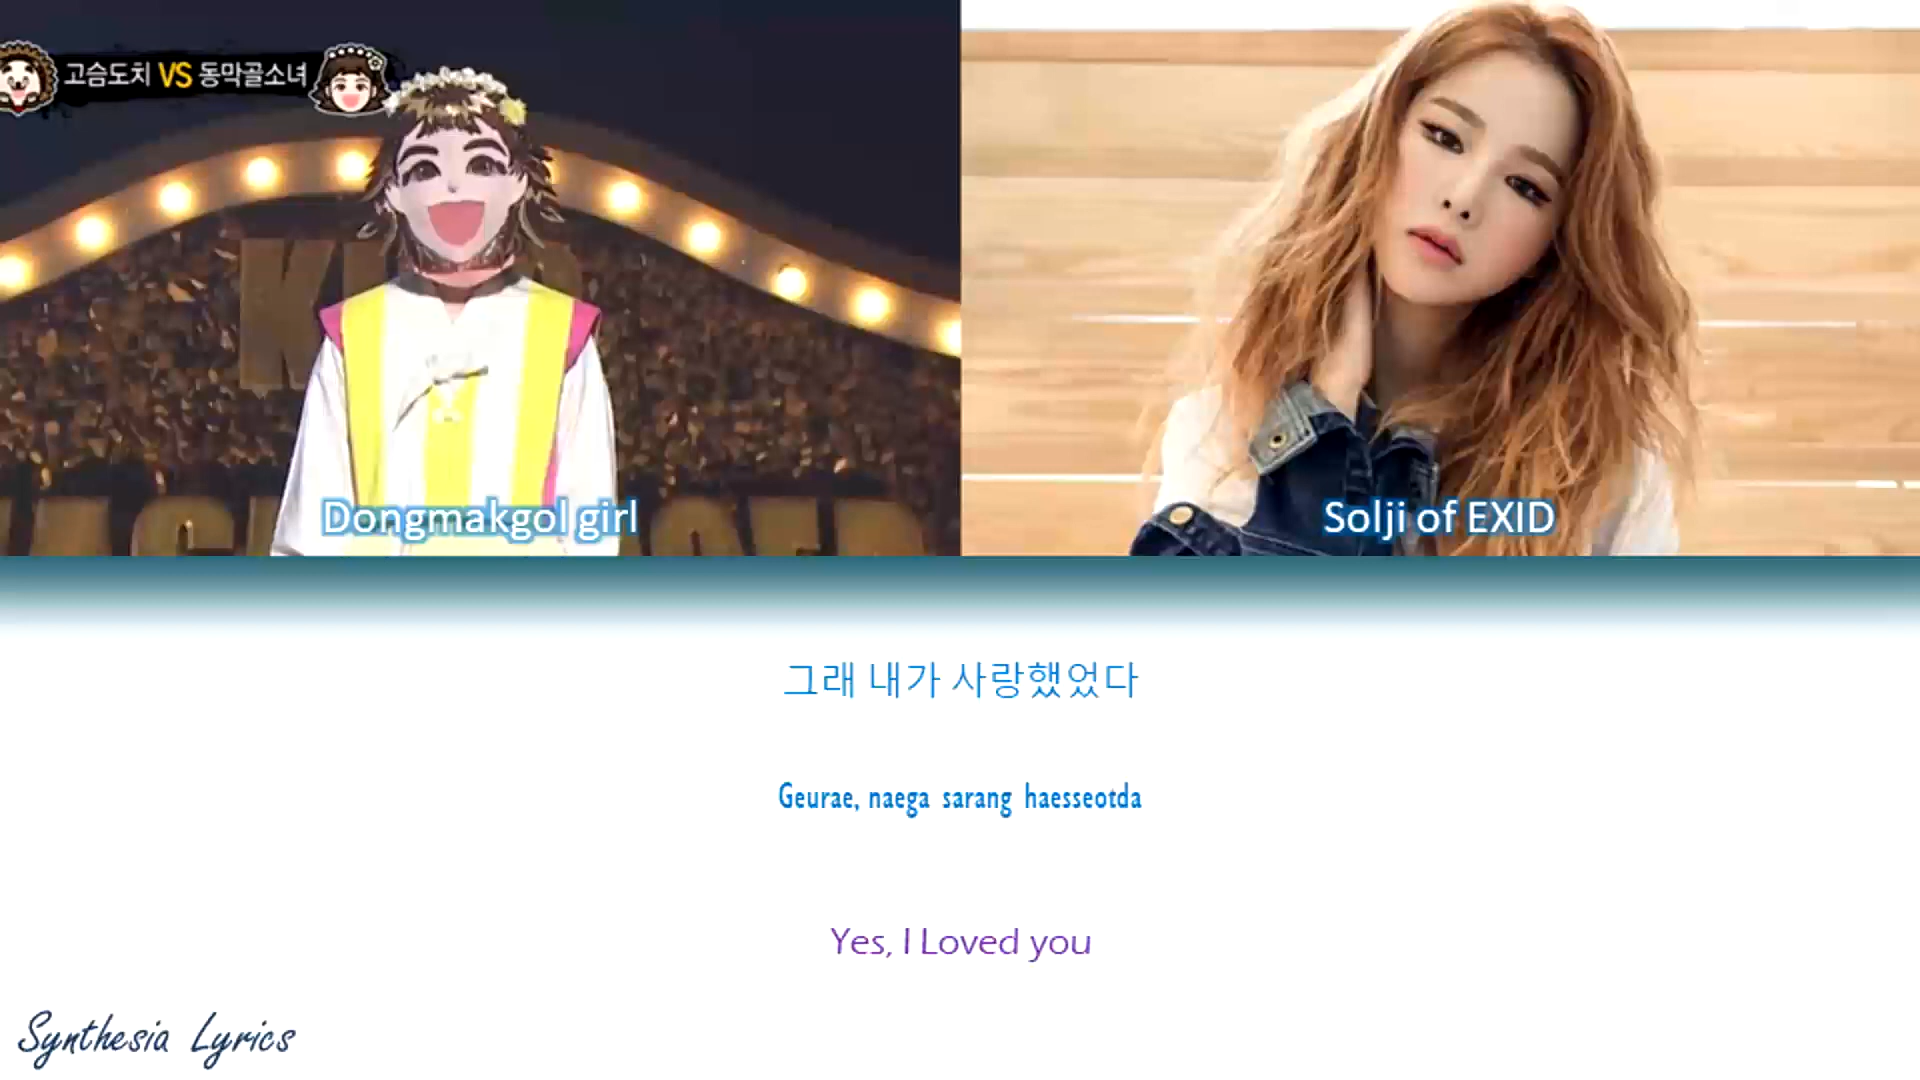 고슴도치 VS 동막골소녀
Dongmakgol girl
Solji of EXID
그래 내가 사랑했었다
Geurae, naega sarang haesseotda
Yes, I Loved you
Synthesia Lyrics